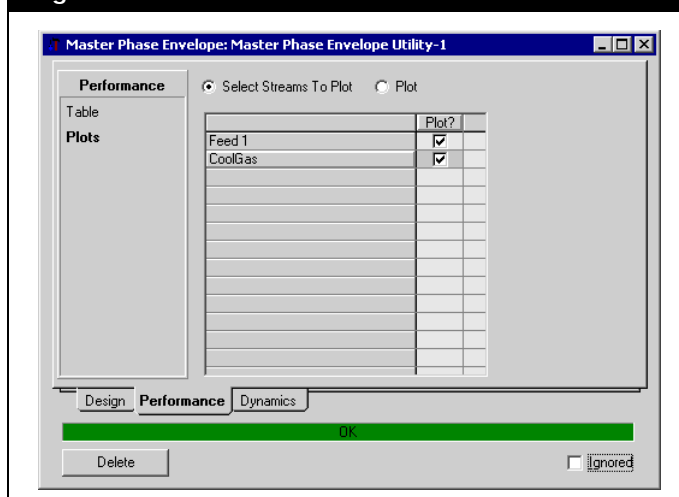 Master Phase Envelope: Master Phase Envelope Utility-1
Performance
Table
Plots
Select Streams To Plot Plot
Plot?
Feed 1
CoolGas
Design Performance Dynamics
OK
Delete Ignored